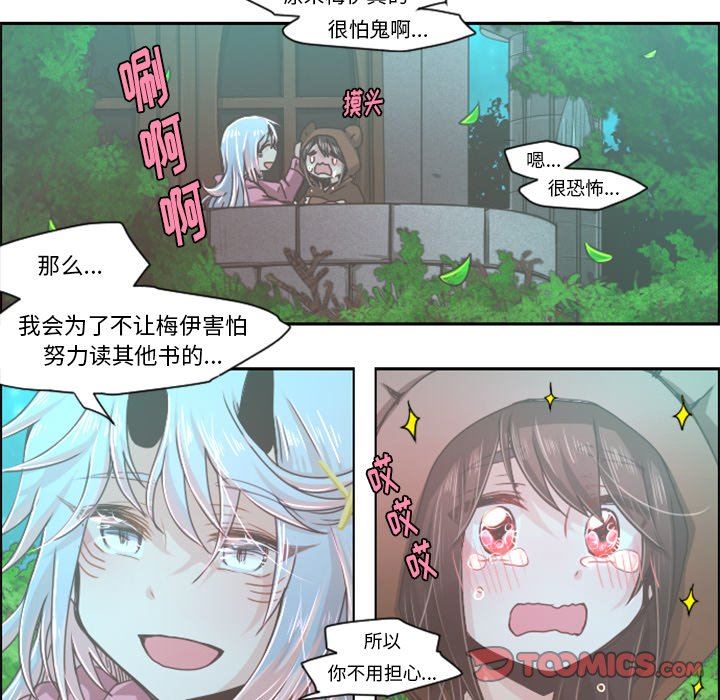 很怕鬼啊...
唰
啊
啊
摸头
嗯...
很恐怖...
那么...
我会为了不让梅伊害怕
努力读其他书的...
哎
哎
哎
所以
你不用担心...
TOOMICS.COM